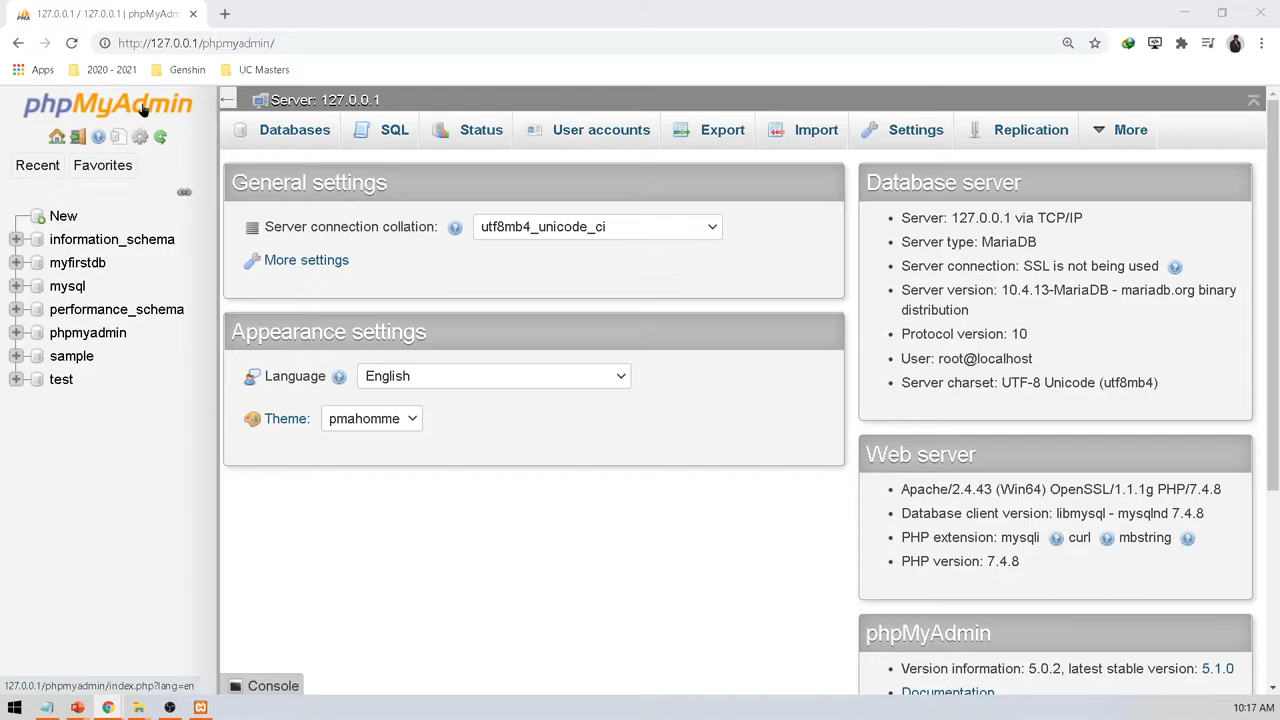 127.0.0.1 / 127.0.0.1 | phpMyAdm
http://127.0.0.1/phpmyadmin/
Apps
2020 - 2021
Genshin
UC Masters
phpMyAdmin
Recent
Favorites
New
information_schema
myfirstdb
mysql
performance_schema
phpmyadmin
sample
test
127.0.0.1/phpmyadmin/index.php?lang=en
Server: 127.0.0.1
Databases
SQL
Status
User accounts
Export
Import
Settings
Replication
More
General settings
Server connection collation:
utf8mb4_unicode_ci
More settings
Appearance settings
Language
English
Theme:
pmahomme
Console
Database server
Server: 127.0.0.1 via TCP/IP
Server type: MariaDB
Server connection: SSL is not being used
Server version: 10.4.13-MariaDB - mariadb.org binary
distribution
Protocol version: 10
User: root@localhost
Server charset: UTF-8 Unicode (utf8mb4)
Web server
Apache/2.4.43 (Win64) OpenSSL/1.1.1g PHP/7.4.8
Database client version: libmysql - mysqlnd 7.4.8
PHP extension: mysqli curl mbstring
PHP version: 7.4.8
phpMyAdmin
Version information: 5.0.2, latest stable version: 5.1.0
Documentation
10:17 AM